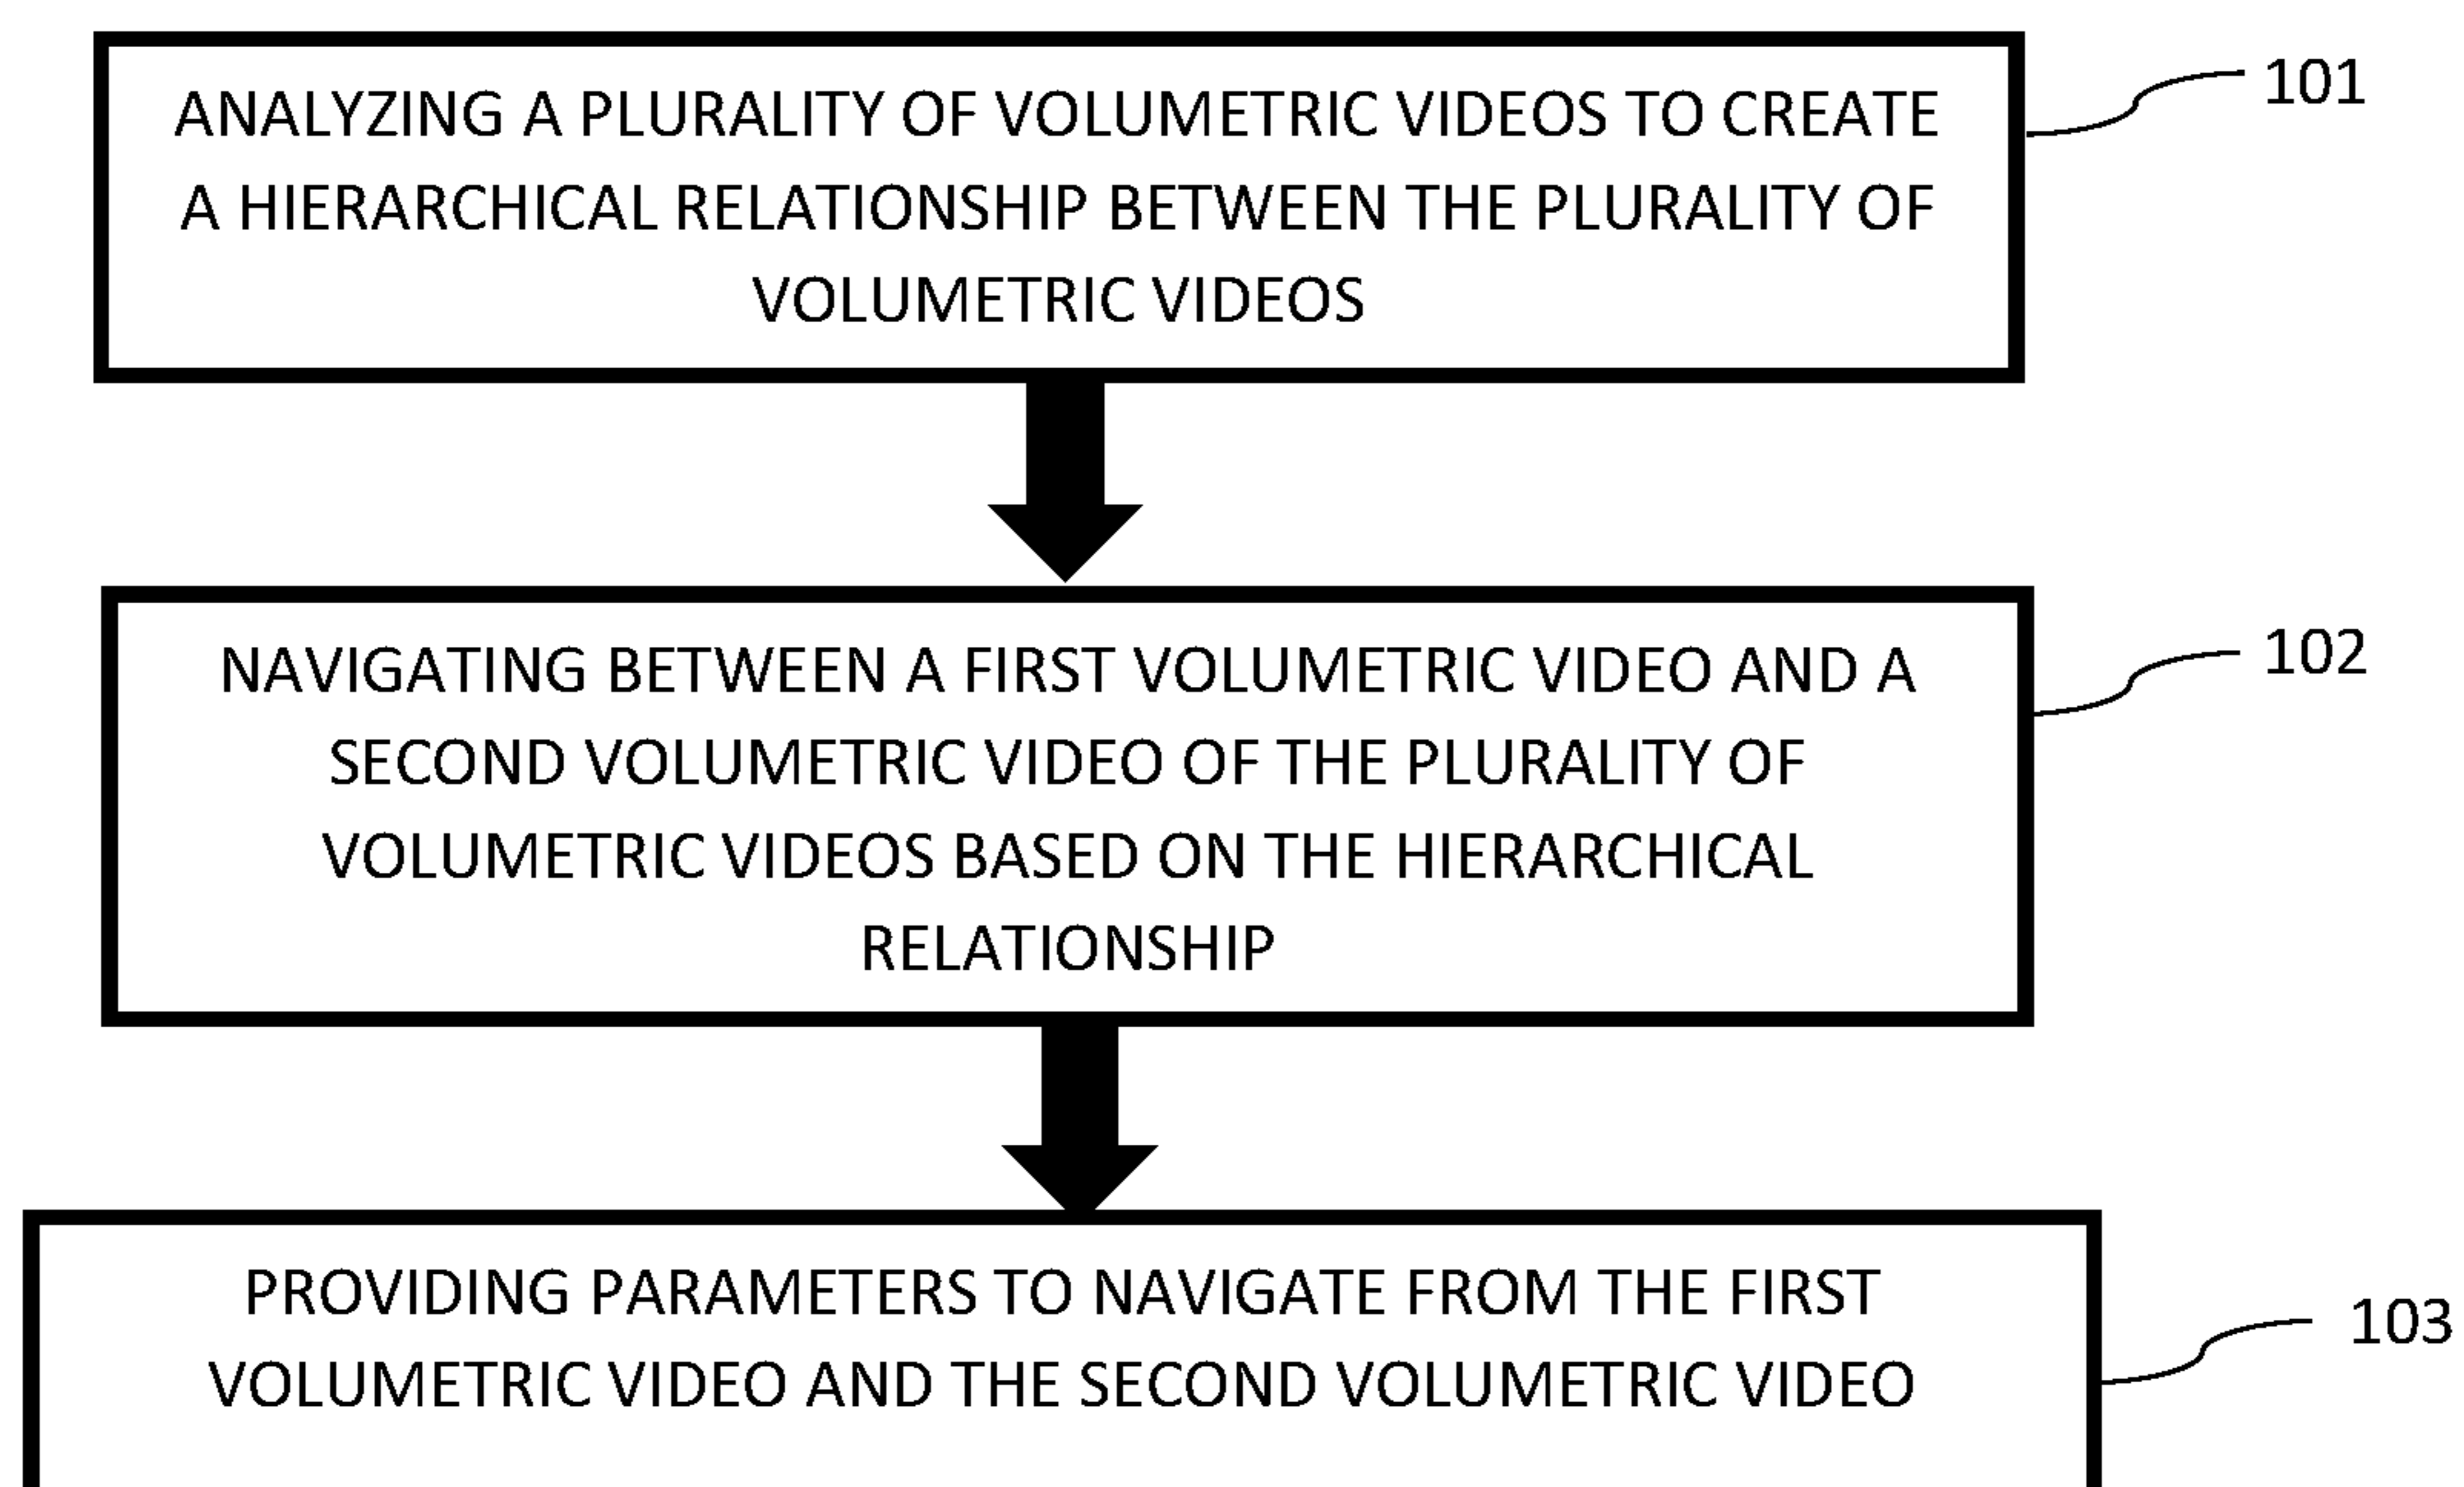 ANALYZING A PLURALITY OF VOLUMETRIC VIDEOS TO CREATE
A HIERARCHICAL RELATIONSHIP BETWEEN THE PLURALITY OF
VOLUMETRIC VIDEOS
101
NAVIGATING BETWEEN A FIRST VOLUMETRIC VIDEO AND A
SECOND VOLUMETRIC VIDEO OF THE PLURALITY OF
VOLUMETRIC VIDEOS BASED ON THE HIERARCHICAL
RELATIONSHIP
102
PROVIDING PARAMETERS TO NAVIGATE FROM THE FIRST
VOLUMETRIC VIDEO AND THE SECOND VOLUMETRIC VIDEO
103